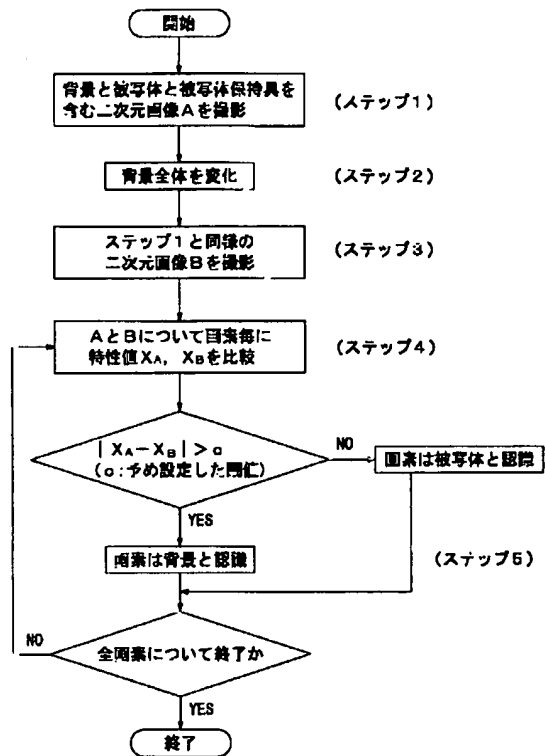 開始
背景と被写体と被写体保持具を
含む二次元画像Aを撮影
(ステップ1)
背景全体を変化
(ステップ2)
ステップ1と同様の
二次元画像Bを撮影
(ステップ3)
AとBについて画素毎に
特性値XA, XBを比較
(ステップ4)
|XA−XB|>α
(α:予め設定した閾値)
NO
画素は被写体と認識
YES
画素は背景と認識
(ステップ5)
NO
全画素について終了か
YES
終了